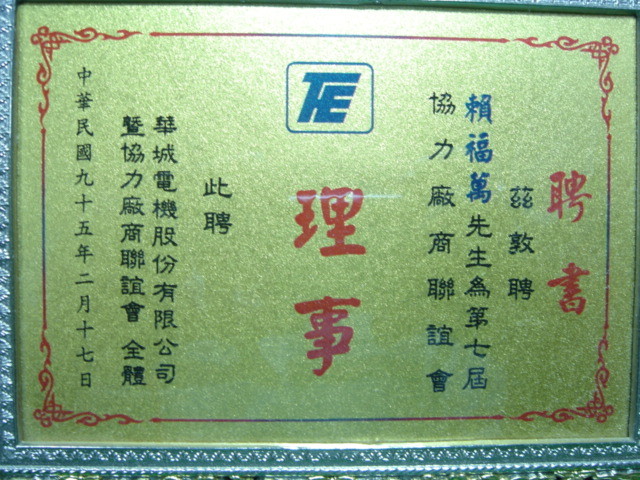 聘書
茲敦聘
賴福萬先生為第七屆
協力廠商聯誼會
THE
理事
此聘
華城電機股份有限公司
暨協力廠商聯誼會 全體
中華民國九十五年二月十七日